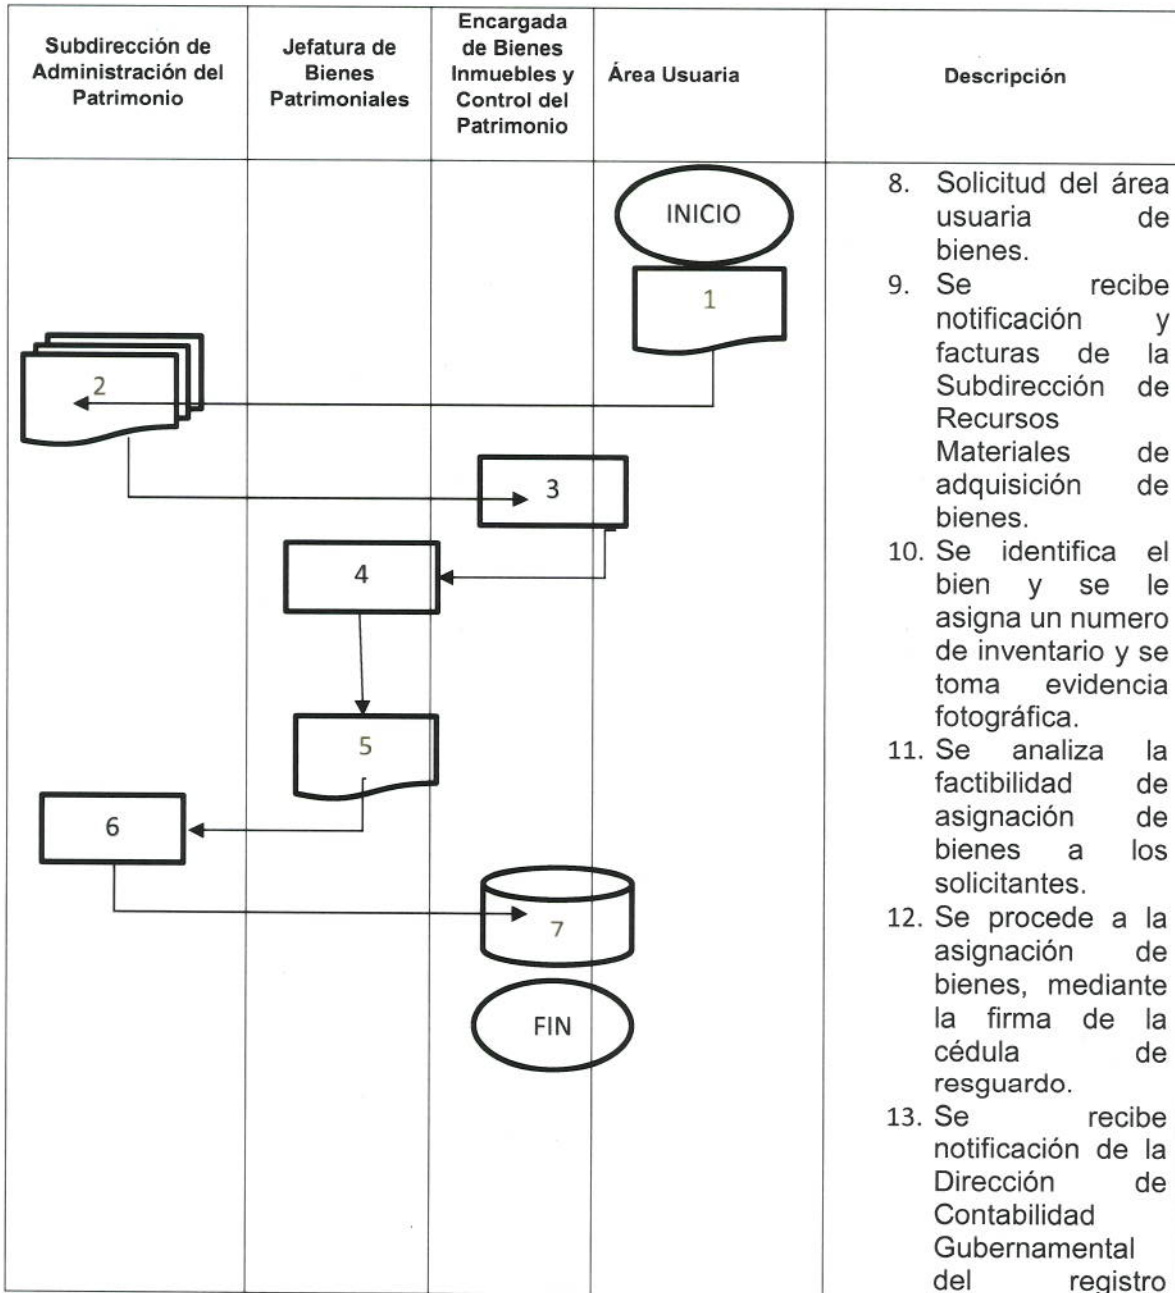 Subdirección de
Administración del
Patrimonio
Jefatura de
Bienes
Patrimoniales
Encargada
de Bienes
Inmuebles y
Control del
Patrimonio
Área Usuaria
Descripción
INICIO
1
2
3
4
5
6
7
FIN
8. Solicitud del área
usuaria de
bienes.
9. Se recibe
notificación y
facturas de la
Subdirección de
Recursos
Materiales de
adquisición de
bienes.
10. Se identifica el
bien y se le
asigna un numero
de inventario y se
toma evidencia
fotográfica.
11. Se analiza la
factibilidad de
asignación de
bienes a los
solicitantes.
12. Se procede a la
asignación de
bienes, mediante
la firma de la
cédula de
resguardo.
13. Se recibe
notificación de la
Dirección de
Contabilidad
Gubernamental
del registro